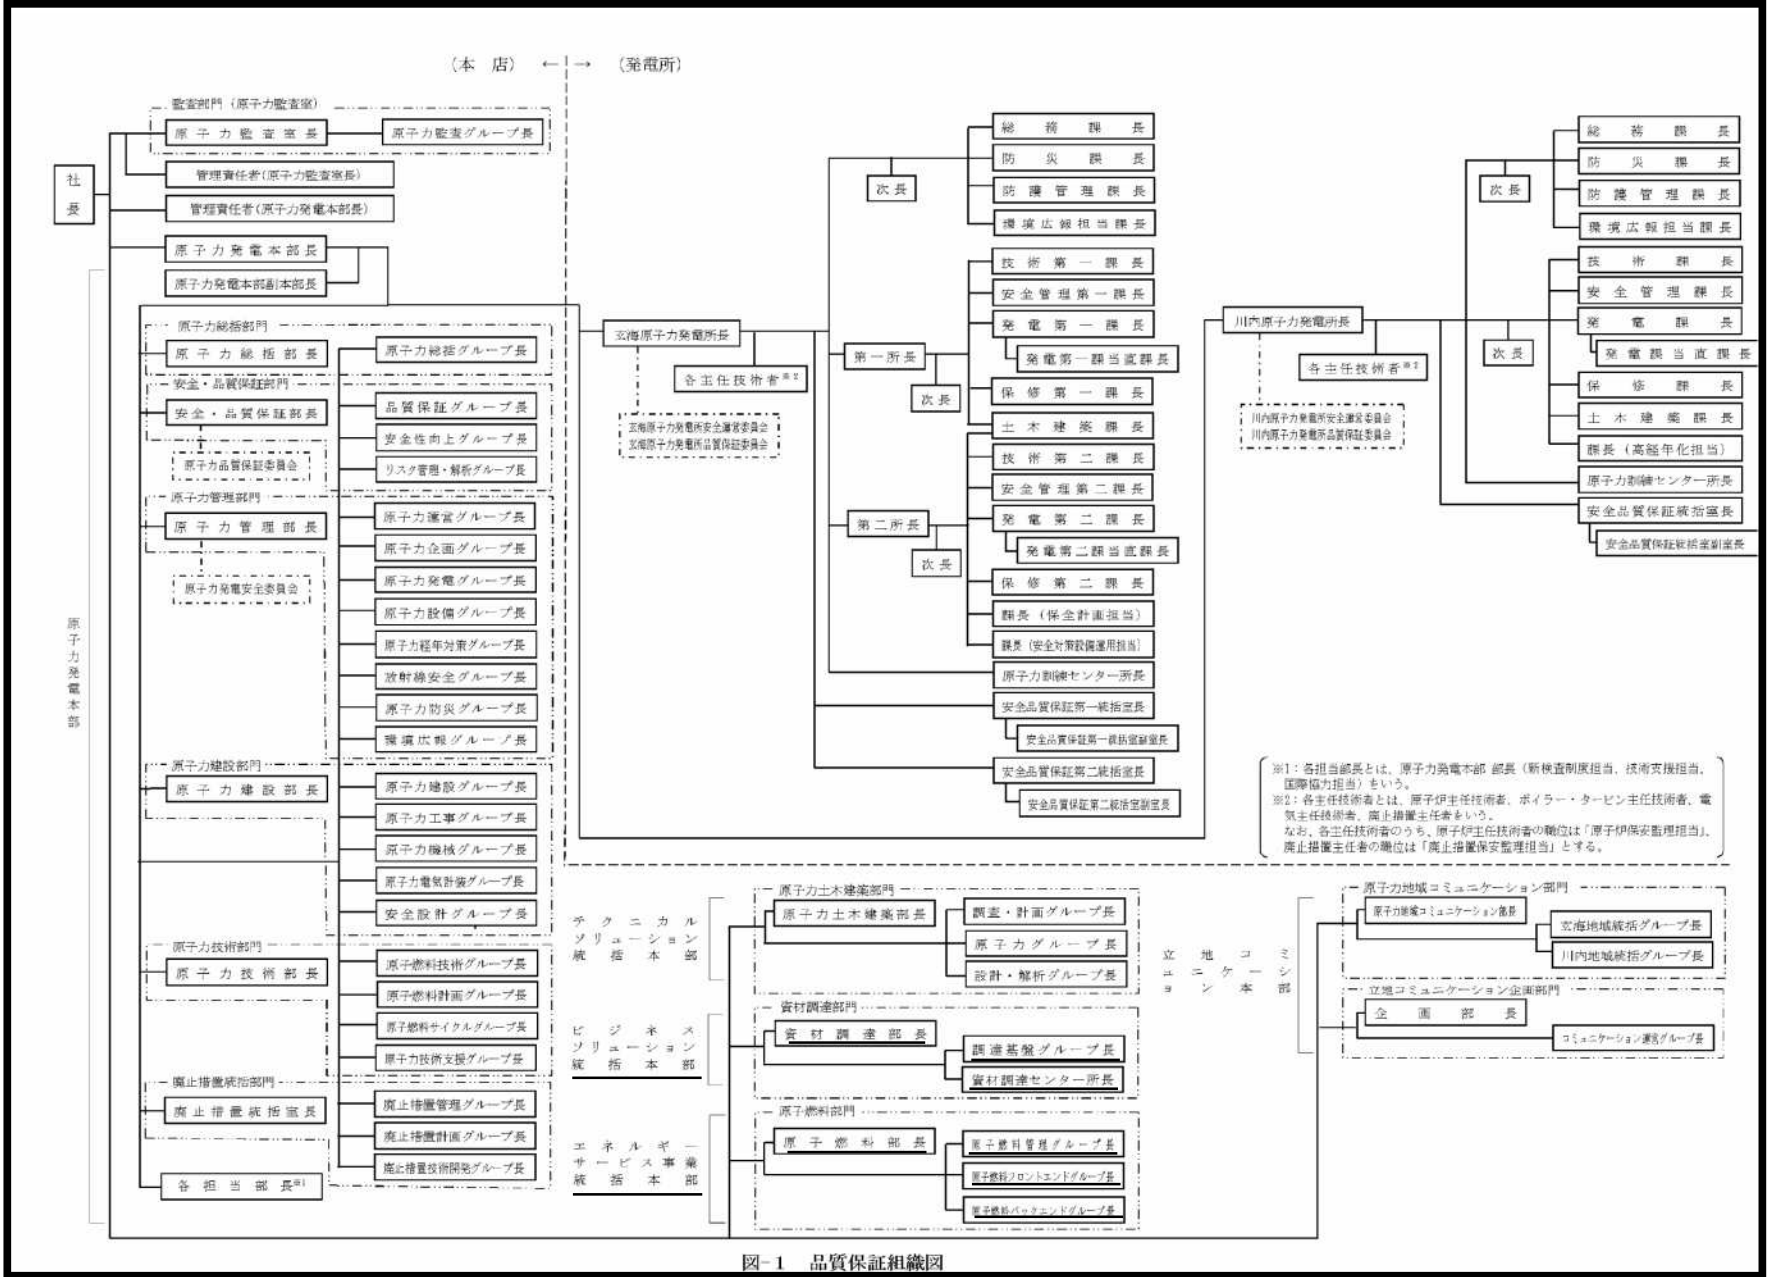 (本 店) ←
→ (発電所)
監査部門(原子力監査室)
原子力監査室長
原子力監査グループ長
管理責任者(原子力監査室長)
社長
管理責任者(原子力発電本部長)
原子力発電本部長
原子力発電本部副本部長
原子力発電本部
原子力総括部門
原子力総括部長
原子力総括グループ長
安全・品質保証部門
安全・品質保証部長
品質保証グループ長
安全性向上グループ長
リスク管理・解析グループ長
原子力品質保証委員会
原子力管理部門
原子力管理部長
原子力運営グループ長
原子力企画グループ長
原子力発電グループ長
原子力設備グループ長
原子力経年対策グループ長
放射線安全グループ長
原子力防災グループ長
環境広報グループ長
原子力発電安全委員会
原子力建設部門
原子力建設部長
原子力建設グループ長
原子力工事グループ長
原子力機械グループ長
原子力電気計装グループ長
安全設計グループ長
原子力技術部門
原子力技術部長
原子燃料技術グループ長
原子燃料計画グループ長
原子燃料サイクルグループ長
原子力技術支援グループ長
廃止措置統括部門
廃止措置統括室長
廃止措置管理グループ長
廃止措置計画グループ長
廃止措置技術開発グループ長
各担当部長※1
玄海原子力発電所長
各主任技術者※2
玄海原子力発電所安全運営委員会
玄海原子力発電所品質保証委員会
次長
総務課長
防災課長
防護管理課長
環境広報担当課長
第一所長
次長
技術第一課長
安全管理第一課長
発電第一課長
発電第一課当直課長
保修第一課長
土木建築課長
第二所長
次長
技術第二課長
安全管理第二課長
発電第二課長
発電第二課当直課長
保修第二課長
課長(保全計画担当)
課長(安全対策設備運用担当)
原子力訓練センター所長
安全品質保証第一統括室長
安全品質保証第一統括室副室長
安全品質保証第二統括室長
安全品質保証第二統括室副室長
川内原子力発電所長
各主任技術者※2
川内原子力発電所安全運営委員会
川内原子力発電所品質保証委員会
次長
総務課長
防災課長
防護管理課長
環境広報担当課長
次長
技術課長
安全管理課長
発電課長
発電課当直課長
保修課長
土木建築課長
課長(高経年化担当)
原子力訓練センター所長
安全品質保証統括室長
安全品質保証統括室副室長
※1:各担当部長とは、原子力発電本部 部長(新検査制度担当、技術支援担当、
国際協力担当)をいう。
※2:各主任技術者とは、原子炉主任技術者、ボイラー・タービン主任技術者、電
気主任技術者、廃止措置主任者をいう。
なお、各主任技術者のうち、原子炉主任技術者の職位は「原子炉保安監理担当」、
廃止措置主任者の職位は「廃止措置保安監理担当」とする。
テクニカル
ソリューション
統括本部
原子力土木建築部門
原子力土木建築部長
調査・計画グループ長
原子力グループ長
設計・解析グループ長
ビジネス
ソリューション
統括本部
資材調達部門
資材調達部長
調達基盤グループ長
資材調達センター所長
エネルギー
サービス事業
統括本部
原子燃料部門
原子燃料部長
原子燃料管理グループ長
原子燃料フロントエンドグループ長
原子燃料バックエンドグループ長
立地コミ
ュニケーシ
ョン本部
原子力地域コミュニケーション部門
原子力地域コミュニケーション部長
玄海地域統括グループ長
川内地域統括グループ長
立地コミュニケーション企画部門
企画部長
コミュニケーション運営グループ長
図-1 品質保証組織図